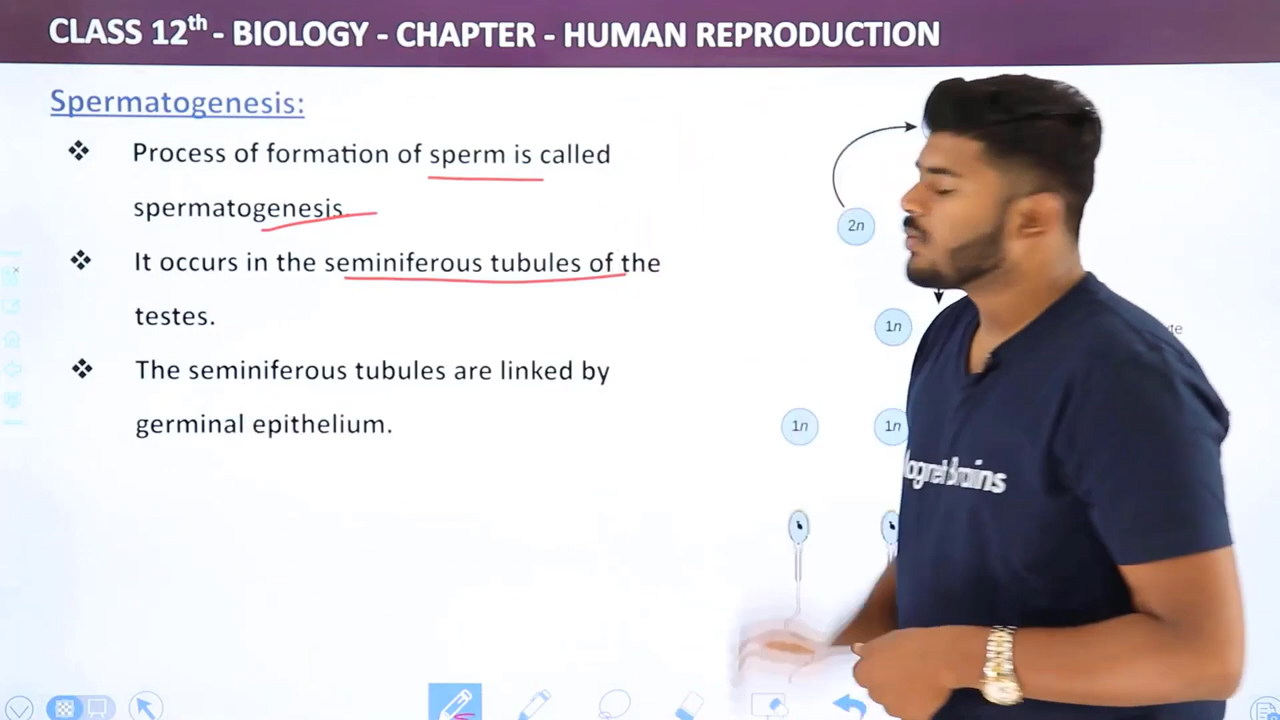 CLASS 12th - BIOLOGY - CHAPTER - HUMAN REPRODUCTION
Spermatogenesis:
Process of formation of sperm is called
spermatogenesis.
It occurs in the seminiferous tubules of the
testes.
The seminiferous tubules are linked by
germinal epithelium.
2n
1n
1n 1n